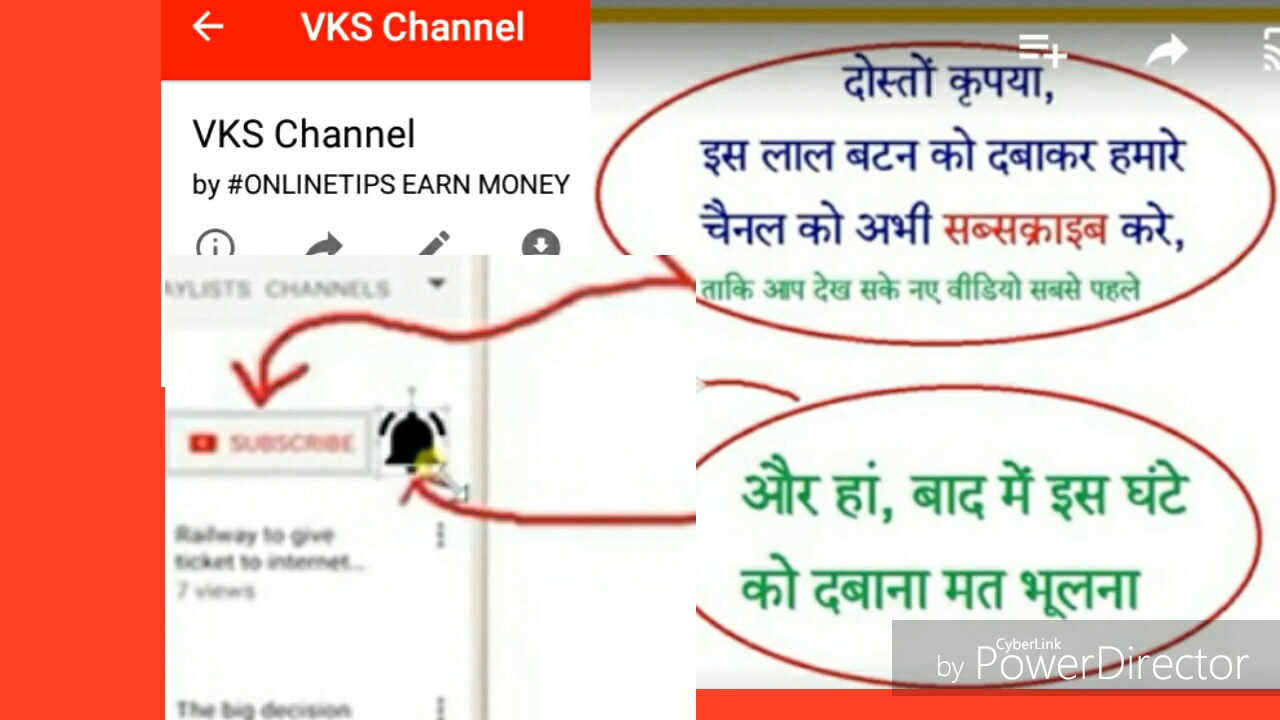 VKS Channel
VKS Channel
by #ONLINETIPS EARN MONEY
दोस्तों कृपया,
इस लाल बटन को दबाकर हमारे
चैनल को अभी सब्सक्राइब करे,
ताकि आप देख सके नए वीडियो सबसे पहले
AYLISTS CHANNELS
SUBSCRIBE
Railway to give
ticket to internet...
7 views
The big decision
और हां, बाद में इस घंटे
को दबाना मत भूलना
CyberLink
by PowerDirector